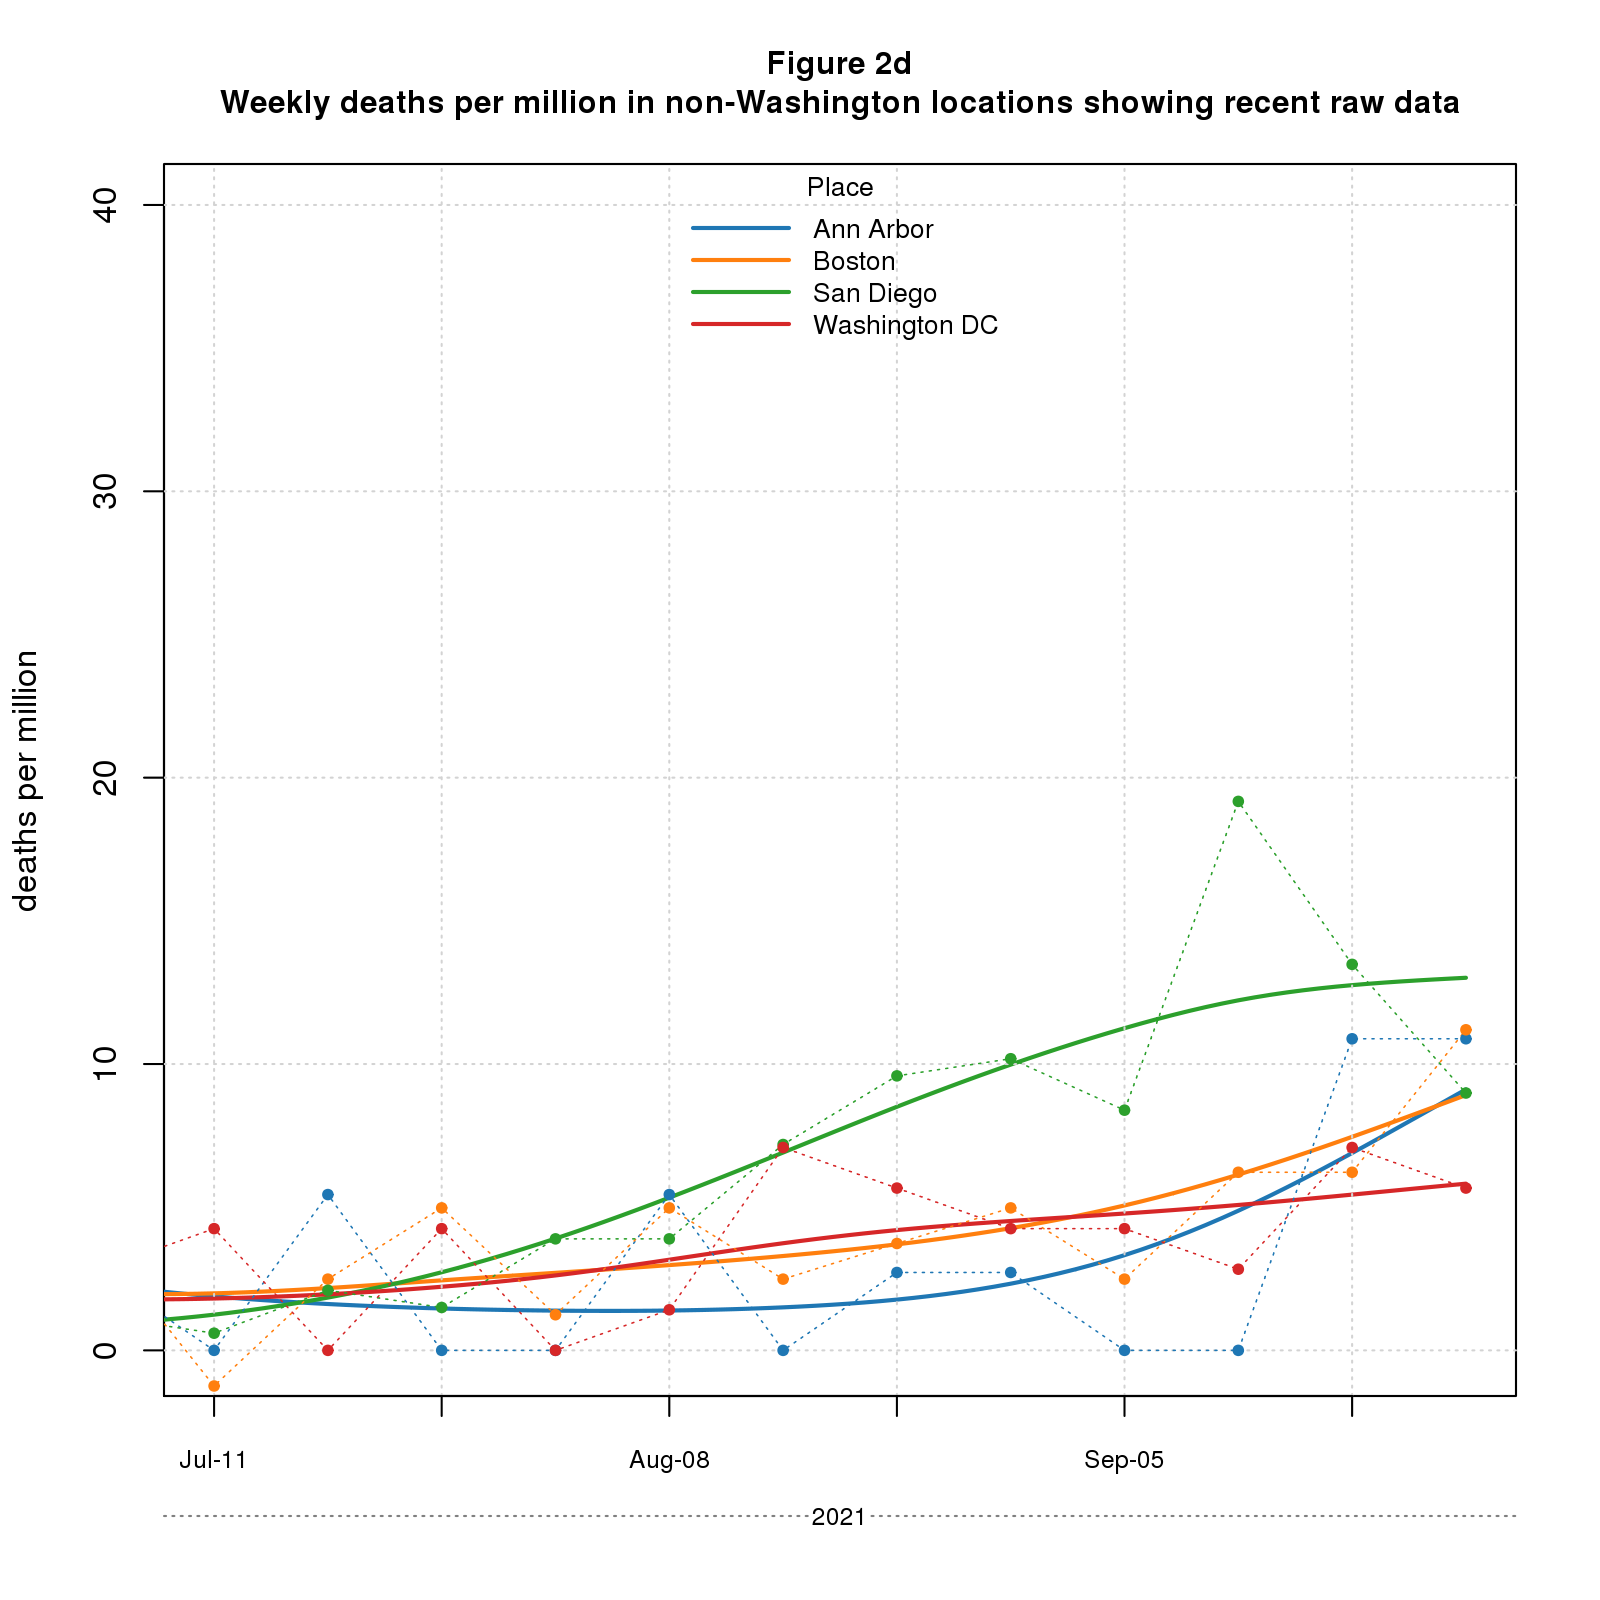 Figure 2d
Weekly deaths per million in non-Washington locations showing recent raw data
Place
Ann Arbor
Boston
San Diego
Washington DC
deaths per million
40
30
20
10
0
Jul-11
Aug-08
Sep-05
2021